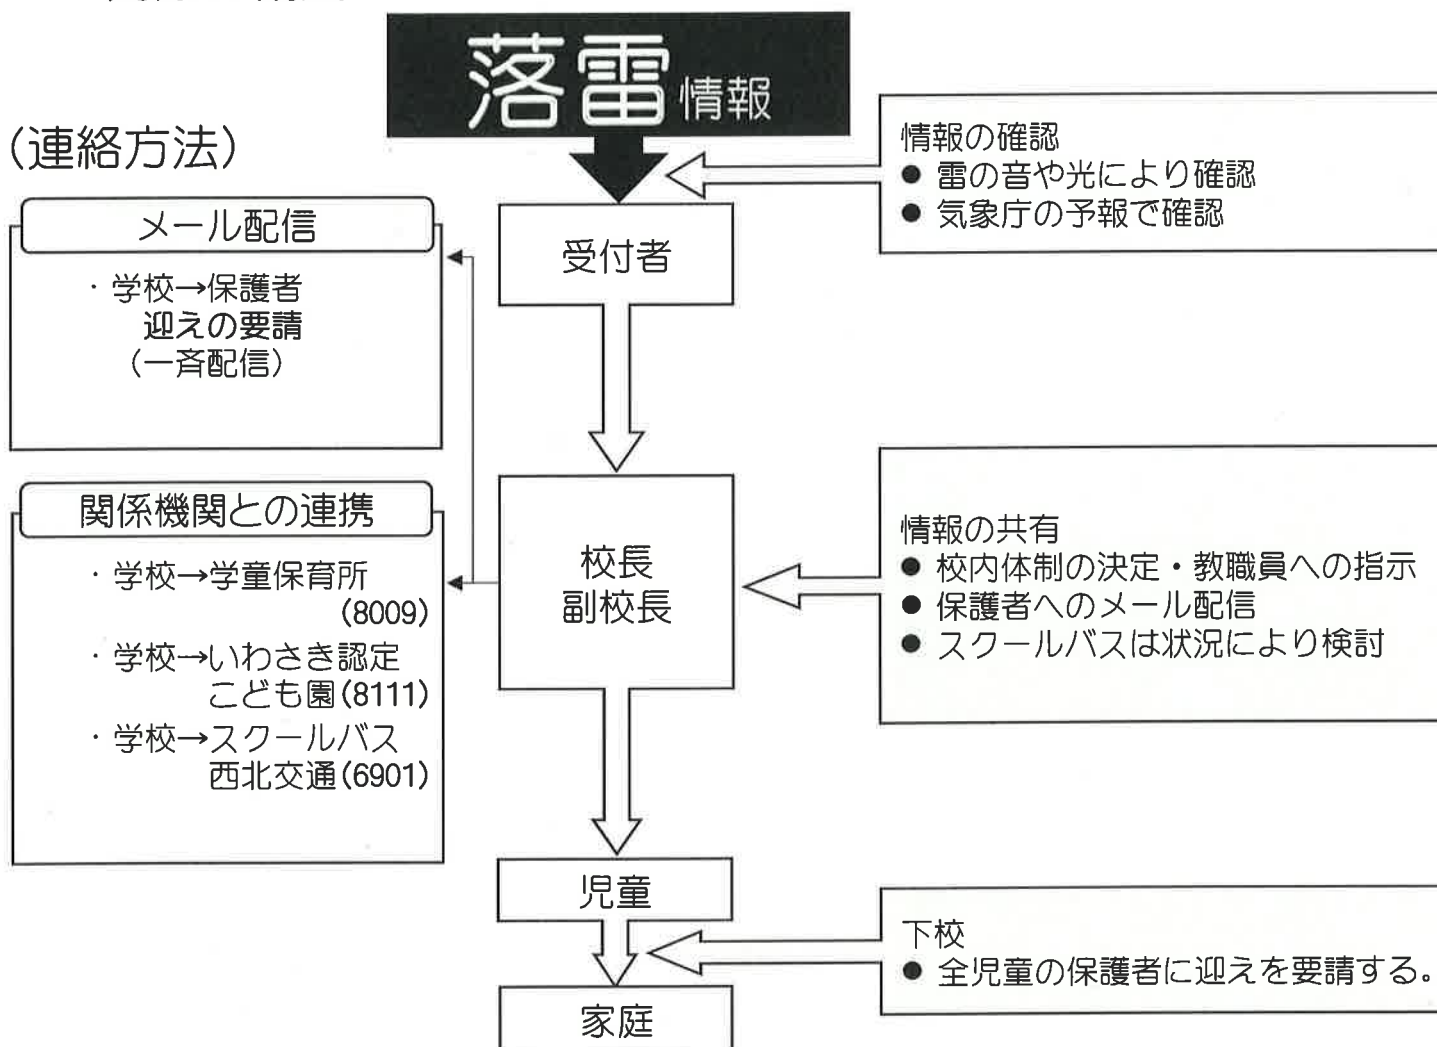 落雷情報
(連絡方法)
情報の確認
● 雷の音や光により確認
● 気象庁の予報で確認
受付者
メール配信
・学校→保護者
迎えの要請
(一斉配信)
関係機関との連携
・学校→学童保育所
(8009)
・学校→いわさき認定
こども園(8111)
・学校→スクールバス
西北交通(6901)
校長
副校長
情報の共有
● 校内体制の決定・教職員への指示
● 保護者へのメール配信
● スクールバスは状況により検討
児童
下校
● 全児童の保護者に迎えを要請する。
家庭